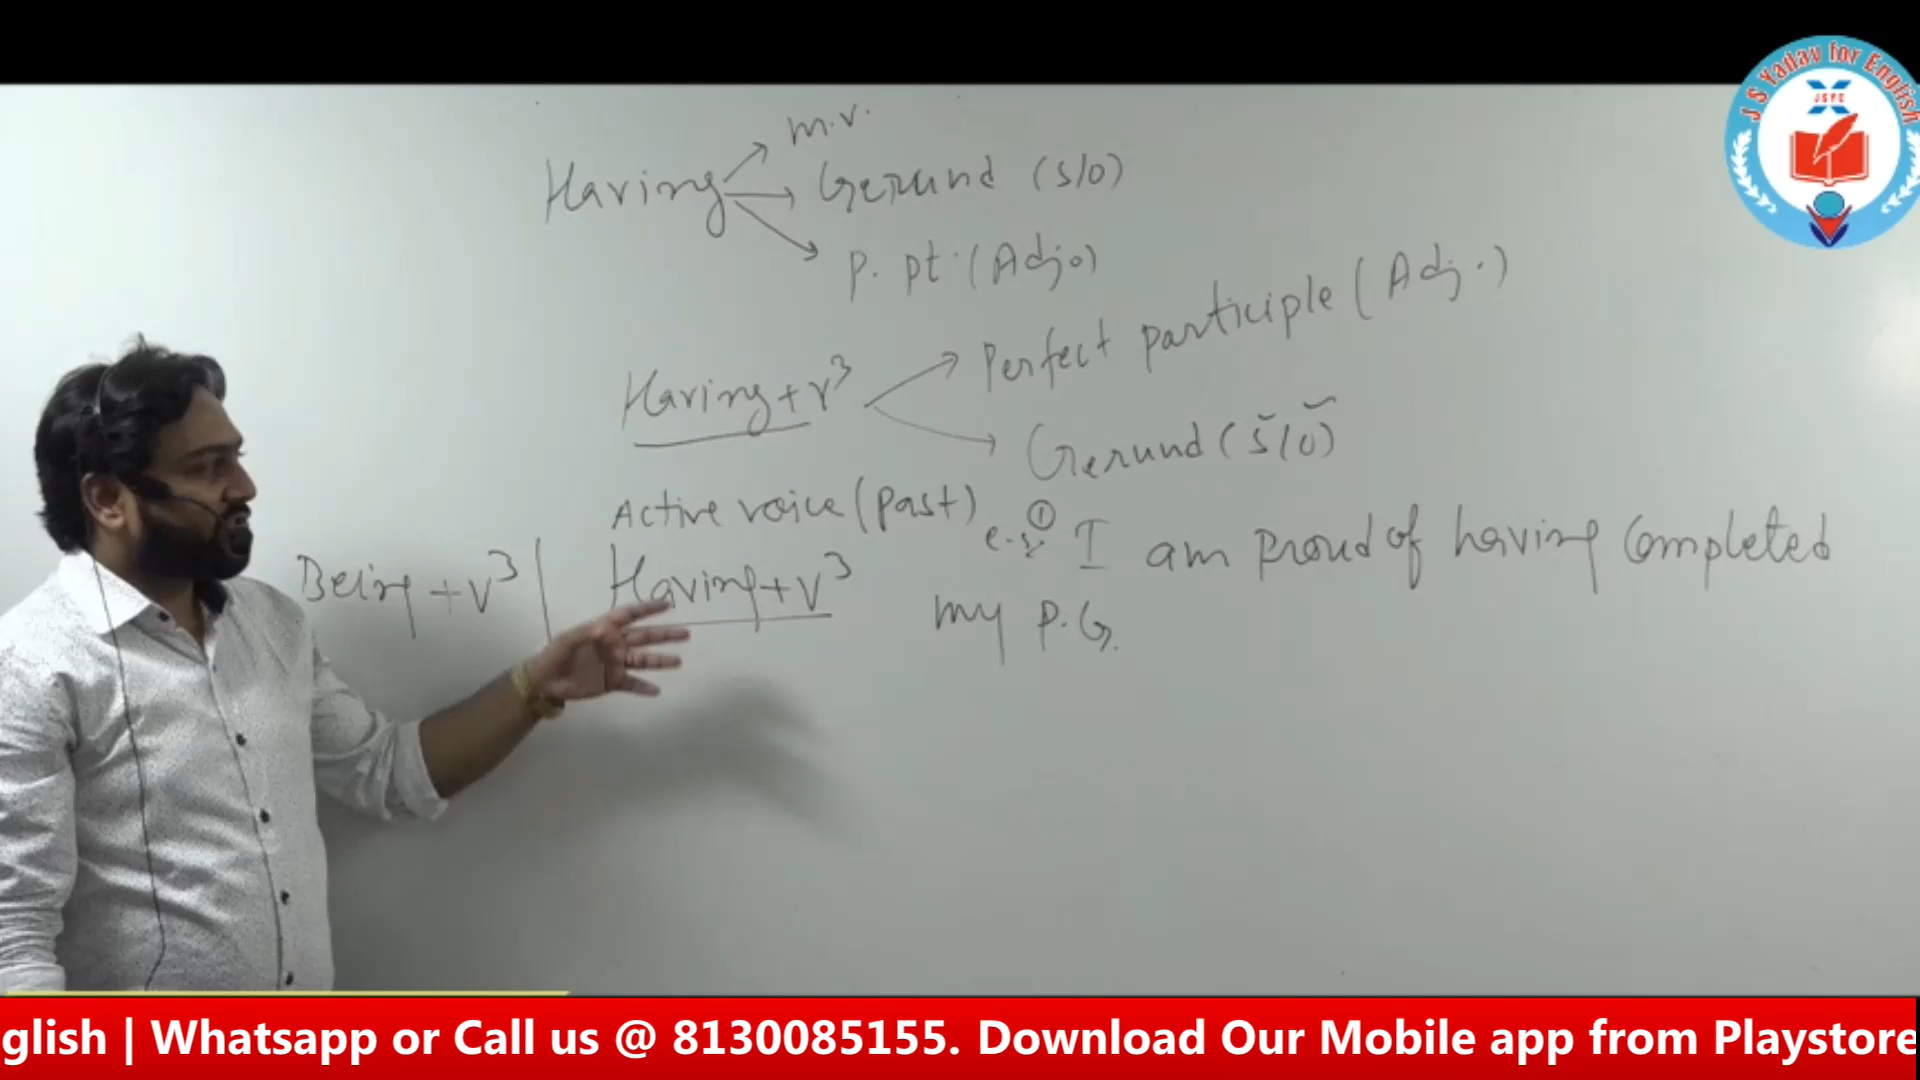 J S Yadav for English
JSYE
m.v.
Having
Gerund (S/O)
P. pt. (Adj.)
Having + V³
Perfect participle (Adj.)
Gerund (S/O)
Active voice (Past)
Being + V³ | Having + V³
e.g. ① I am proud of having completed
my P.G.
glish | Whatsapp or Call us @ 8130085155. Download Our Mobile app from Playstore